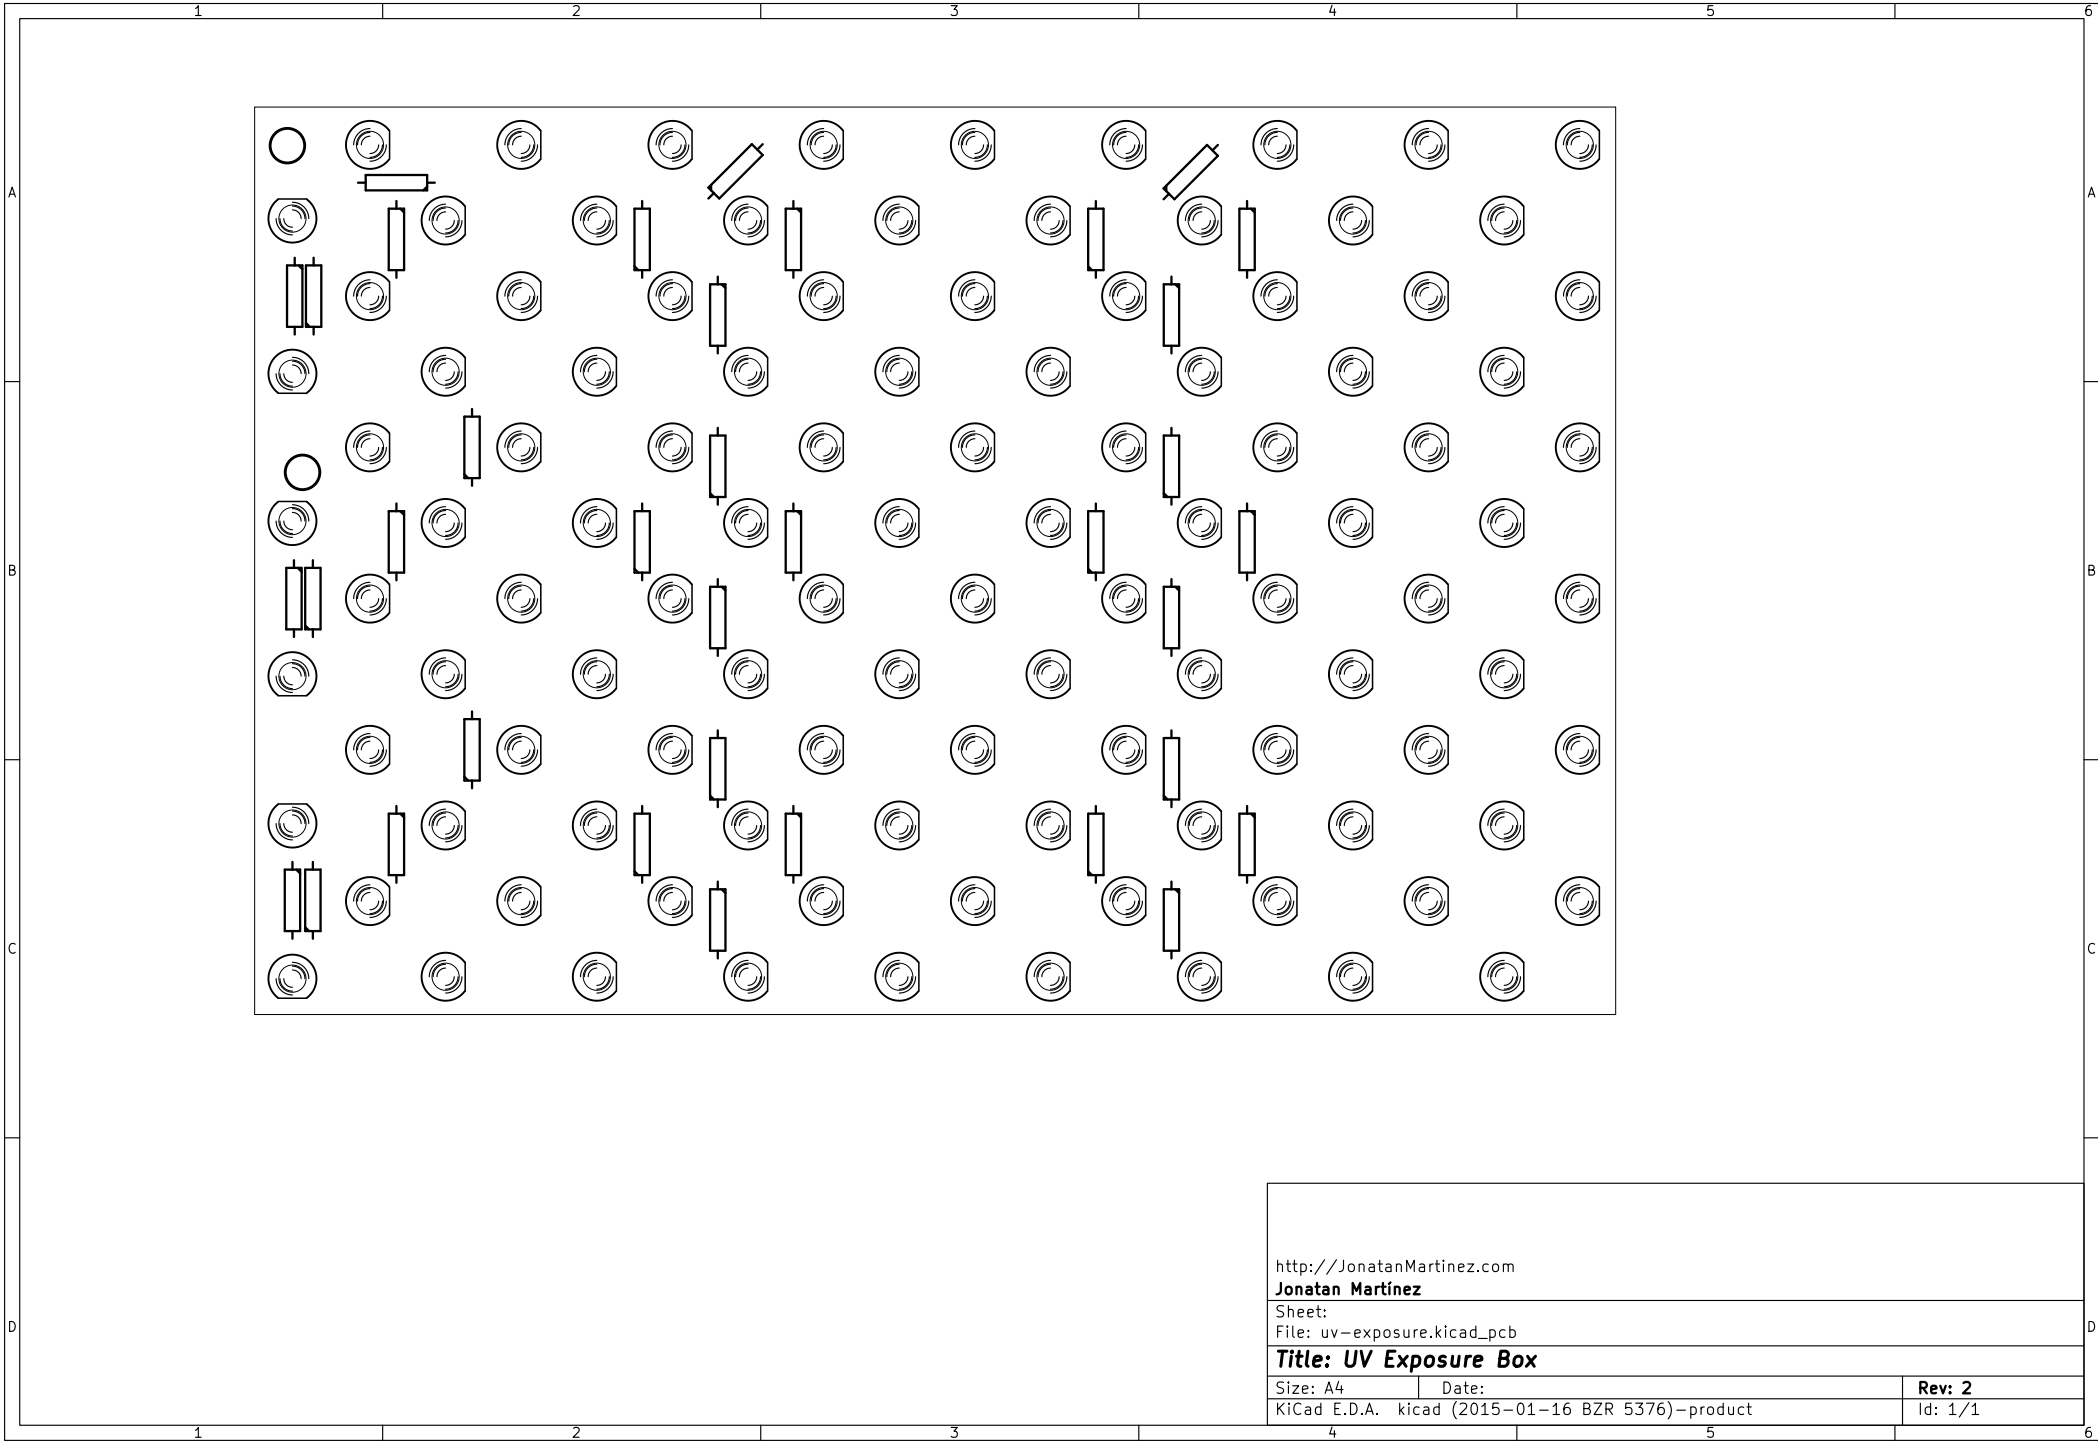 1 2 3 4 5 6
A A
B B
C C
http://JonatanMartinez.com
Jonatan Martínez
Sheet:
D D
File: uv-exposure.kicad_pcb
Title: UV Exposure Box
Size: A4 Date: Rev: 2
KiCad E.D.A. kicad (2015-01-16 BZR 5376)-product Id: 1/1
1 2 3 4 5 6